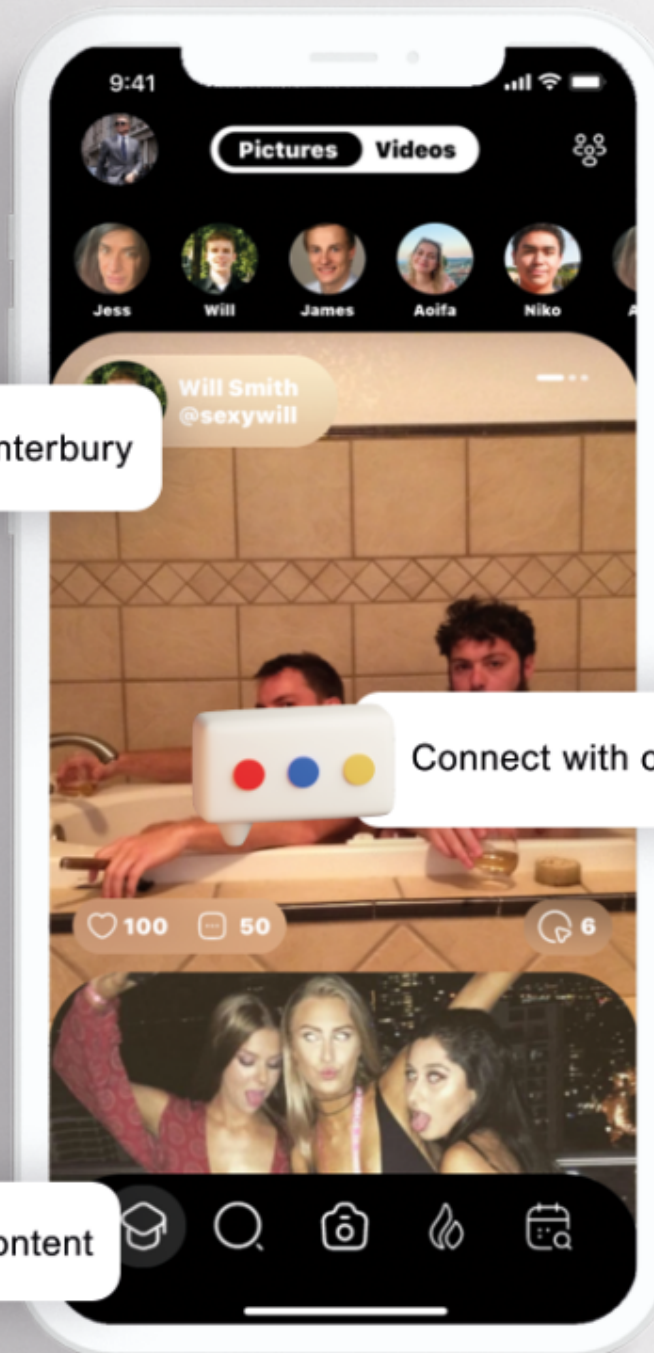 9:41
Pictures Videos
Jess Will James Aoifa Niko
Will Smith
@sexywill
nterbury
Connect with
100 50 6
ontent